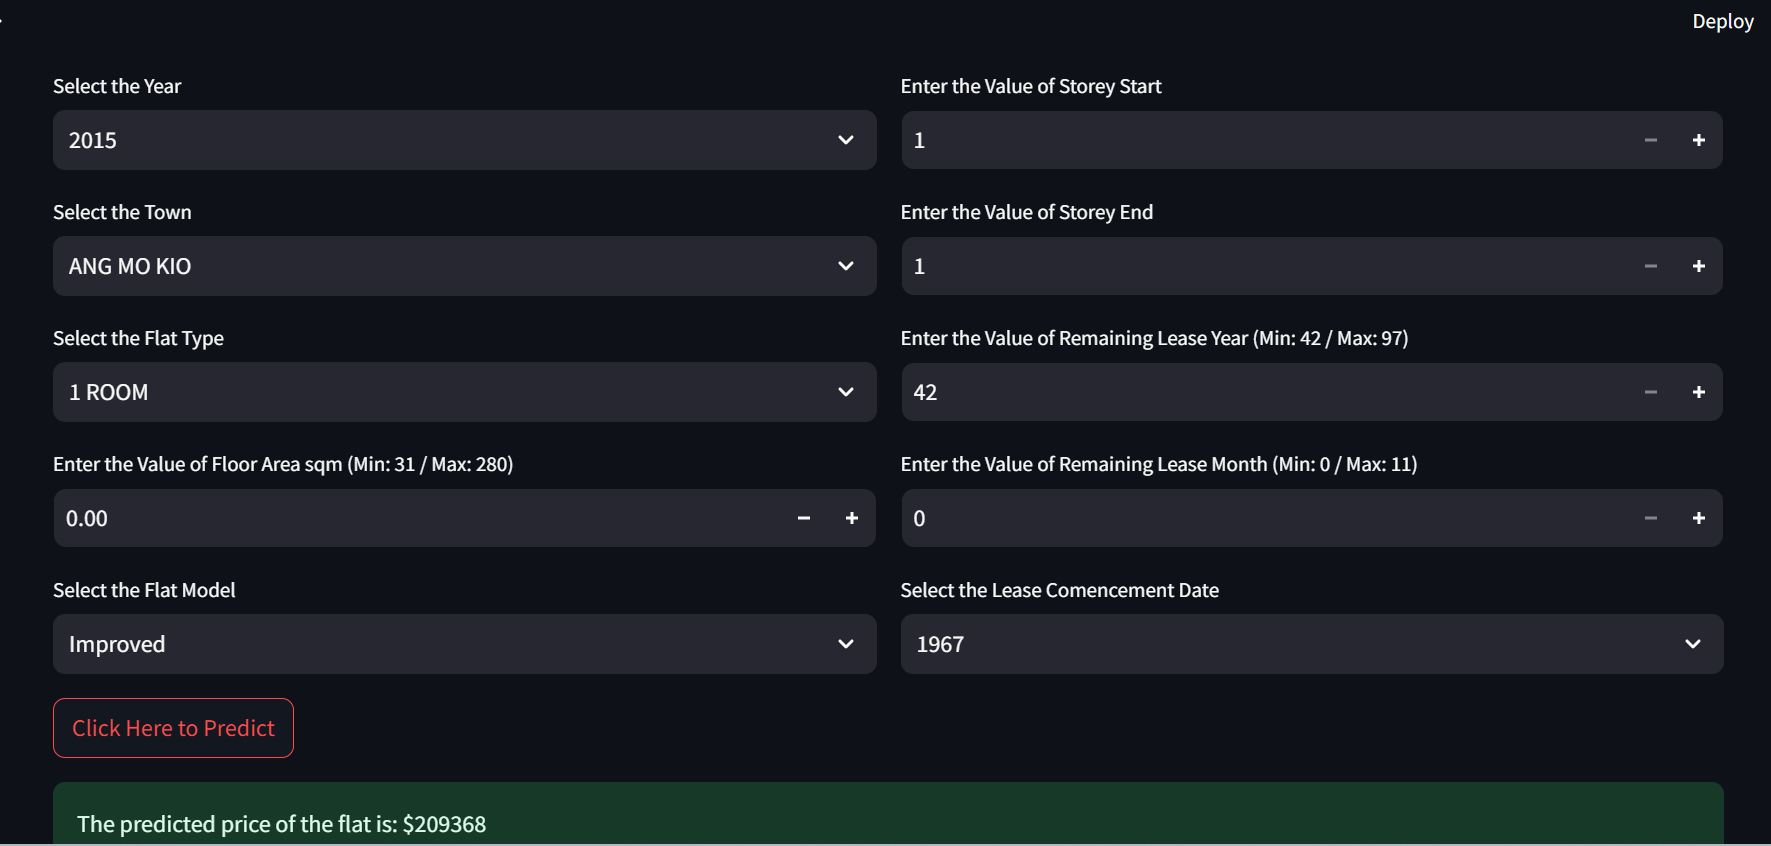 Deploy
Select the Year
2015
Select the Town
ANG MO KIO
Select the Flat Type
1 ROOM
Enter the Value of Floor Area sqm (Min: 31 / Max: 280)
0.00
Select the Flat Model
Improved
Enter the Value of Storey Start
1
Enter the Value of Storey End
1
Enter the Value of Remaining Lease Year (Min: 42 / Max: 97)
42
Enter the Value of Remaining Lease Month (Min: 0 / Max: 11)
0
Select the Lease Comencement Date
1967
Click Here to Predict
The predicted price of the flat is: $209368